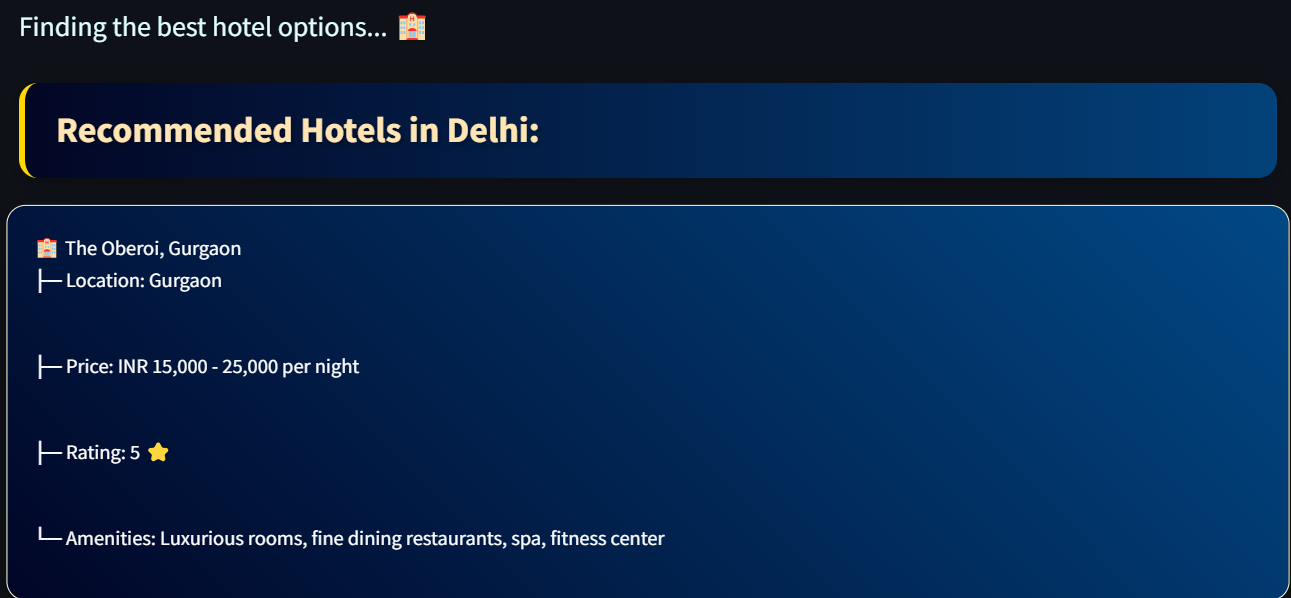 Finding the best hotel options... 🏨
Recommended Hotels in Delhi:
🏨 The Oberoi, Gurgaon
├─ Location: Gurgaon
├─ Price: INR 15,000 - 25,000 per night
├─ Rating: 5 ⭐
└─ Amenities: Luxurious rooms, fine dining restaurants, spa, fitness center